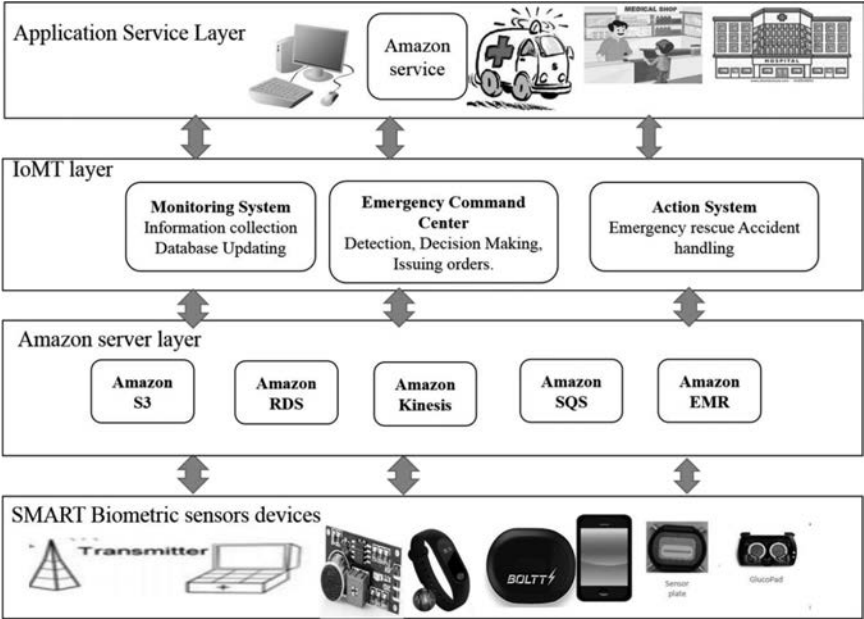 Application Service Layer
Amazon
service
MEDICAL SHOP
HOSPITAL
IoMT layer
Monitoring System
Information collection
Database Updating
Emergency Command
Center
Detection, Decision Making,
Issuing orders.
Action System
Emergency rescue Accident
handling
Amazon server layer
Amazon
S3
Amazon
RDS
Amazon
Kinesis
Amazon
SQS
Amazon
EMR
SMART Biometric sensors devices
Transmitter
BOLTT
Sensor
plate
GlucoPad